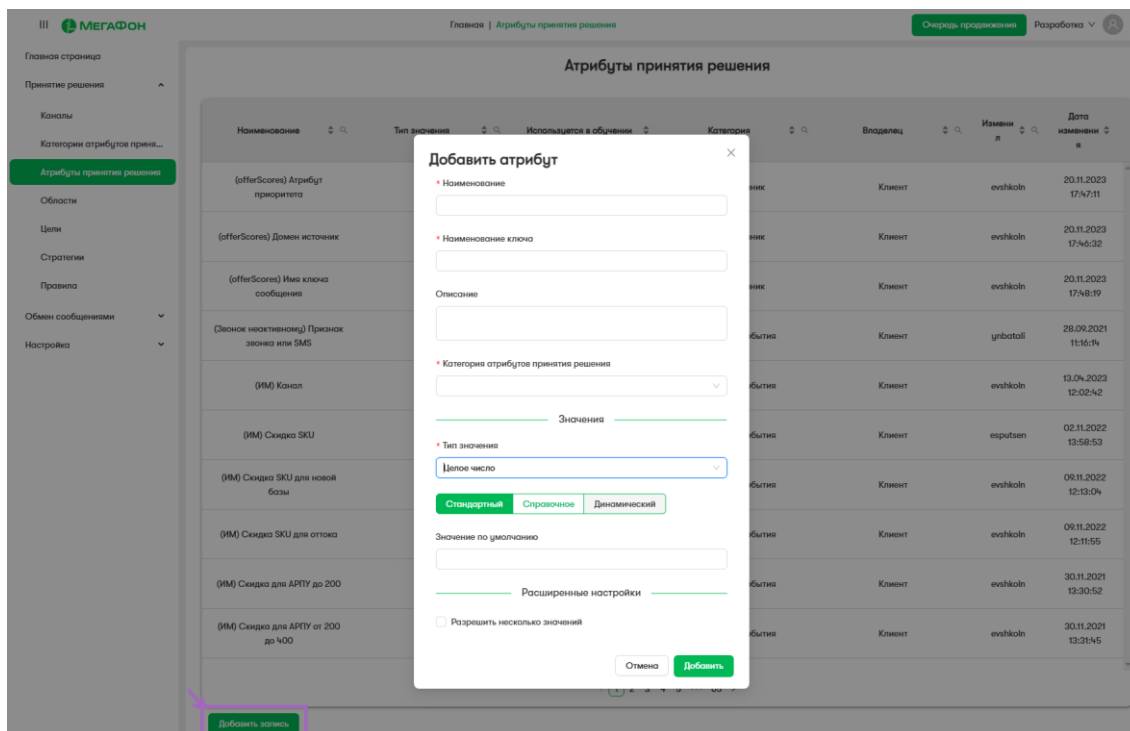 МЕГАФОН
Главная | Атрибуты принятия решения
Очередь продвижения
Разработка
Главная страница
Принятие решения
Каналы
Категории атрибутов приня...
Атрибуты принятия решения
Области
Цели
Стратегии
Правила
Обмен сообщениями
Настройка
Атрибуты принятия решения
Наименование
Тип значения
Используется в обучении
Категория
Владелец
Измени
л
Дата
изменени
я
(offerScores) Атрибут
приоритета
ник
Клиент
evshkoln
20.11.2023
17:47:11
(offerScores) Домен источник
ник
Клиент
evshkoln
20.11.2023
17:46:32
(offerScores) Имя ключа
сообщения
ник
Клиент
evshkoln
20.11.2023
17:48:19
(Звонок неактивному) Признак
звонка или SMS
бытия
Клиент
ynbatali
28.09.2021
11:16:14
(ИМ) Канал
бытия
Клиент
evshkoln
13.04.2023
12:02:42
(ИМ) Скидка SKU
бытия
Клиент
esputsen
02.11.2022
13:58:53
(ИМ) Скидка SKU для новой
базы
бытия
Клиент
evshkoln
09.11.2022
12:13:04
(ИМ) Скидка SKU для оттока
бытия
Клиент
evshkoln
09.11.2022
12:11:55
(ИМ) Скидка для АРПУ до 200
бытия
Клиент
evshkoln
30.11.2021
13:30:52
(ИМ) Скидка для АРПУ от 200
до 400
бытия
Клиент
evshkoln
30.11.2021
13:31:45
Добавить атрибут
* Наименование
* Наименование ключа
Описание
* Категория атрибутов принятия решения
Значения
* Тип значения
Целое число
Стандартный
Справочное
Динамический
Значение по умолчанию
Расширенные настройки
Разрешить несколько значений
Отмена
Добавить
Добавить запись